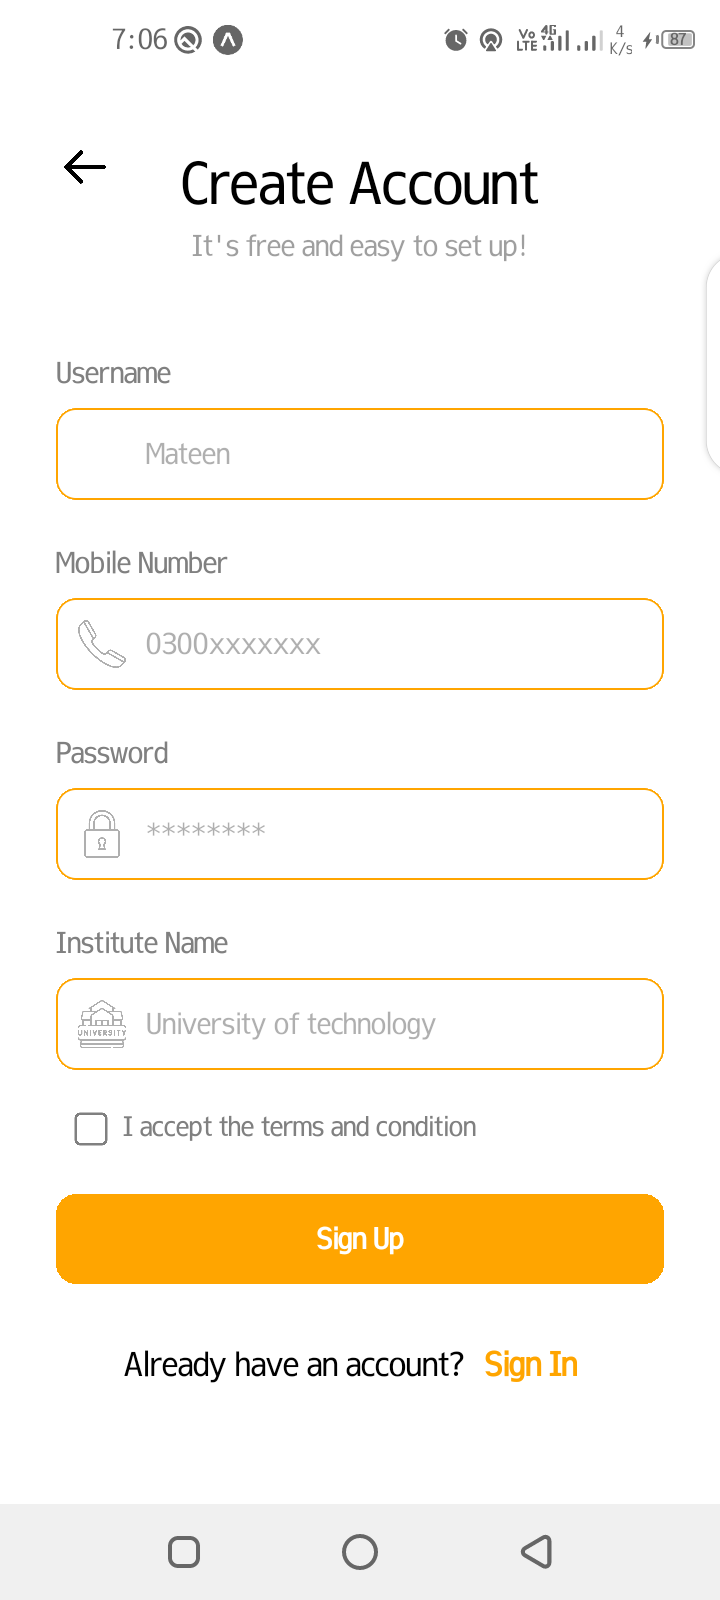 7:06
Vo LTE 4G 4 K/s 87
Create Account
It's free and easy to set up!
Username
Mateen
Mobile Number
0300xxxxxxx
Password
********
Institute Name
UNIVERSITY University of technology
I accept the terms and condition
Sign Up
Already have an account? Sign In